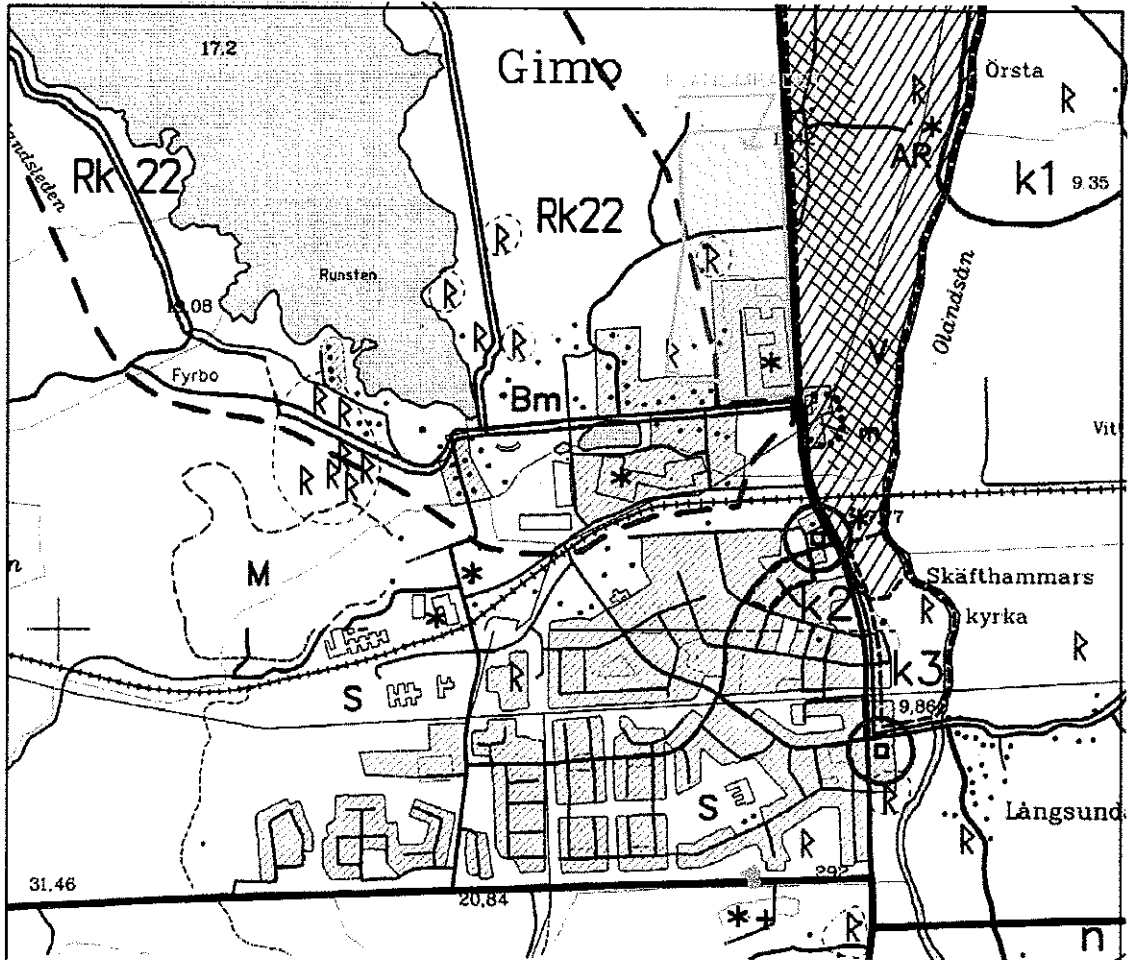 17.2
Gimo
Örsta
R
R
AR
k1 9 35
Rk 22
Rk22
R
R
R
Runsten
Olandsån
R
R
V
Fyrbo
Bm
Vit
R
R
R
R
R
R
R
m
M
k2
Skäfthammars
kyrka
R
R
k3
S
R
9,86
S
R
Långsund
R
R
31.46
292
20,84
R
n